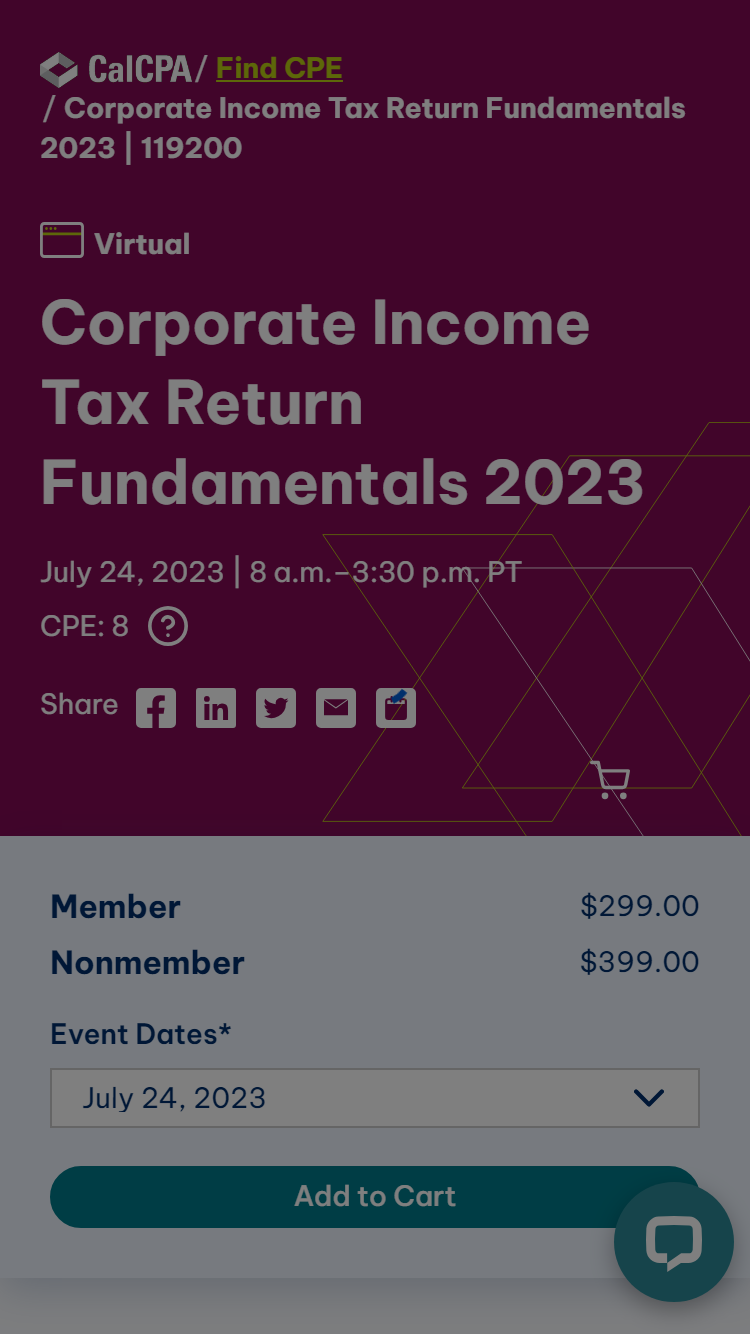 CalCPA / Find CPE
/ Corporate Income Tax Return Fundamentals
2023 | 119200
Virtual
Corporate Income
Tax Return
Fundamentals 2023
July 24, 2023 | 8 a.m.–3:30 p.m. PT
CPE: 8 ?
Share
Member $299.00
Nonmember $399.00
Event Dates*
July 24, 2023
Add to Cart